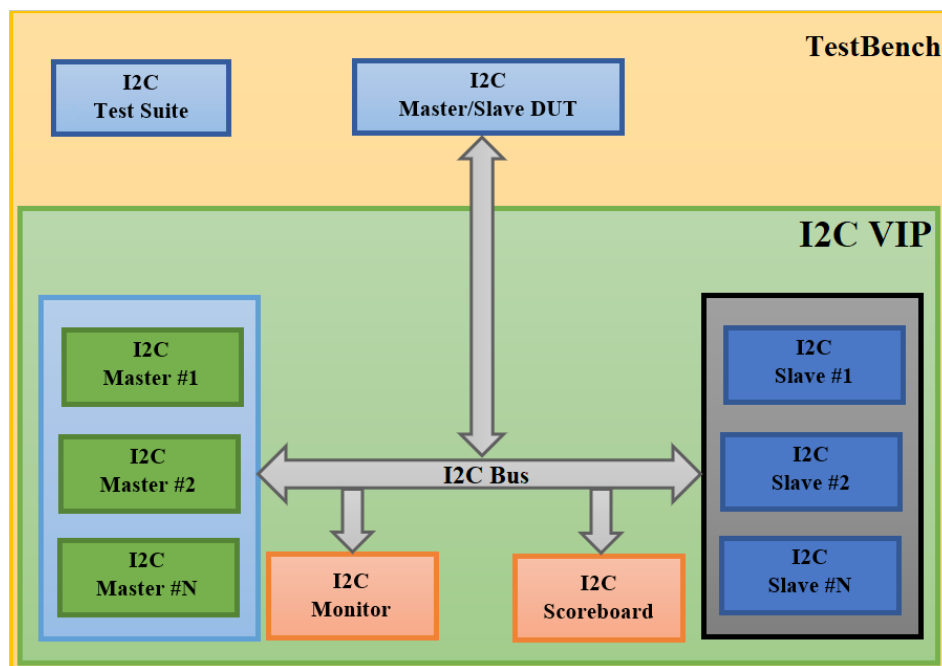 TestBench
I2C
Test Suite
I2C
Master/Slave DUT
I2C VIP
I2C
Master #1
I2C
Master #2
I2C
Master #N
I2C Bus
I2C
Slave #1
I2C
Slave #2
I2C
Slave #N
I2C
Monitor
I2C
Scoreboard